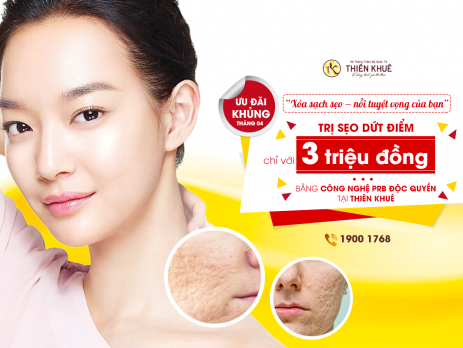 THIÊN KHUÊ
ƯU ĐÃI
KHỦNG
THÁNG 04
"Xóa sạch sẹo – nỗi tuyệt vọng của bạn"
TRỊ SẸO DỨT ĐIỂM
chỉ với 3 triệu đồng
BẰNG CÔNG NGHỆ PRB ĐỘC QUYỀN
TẠI THIÊN KHUÊ
1900 1768